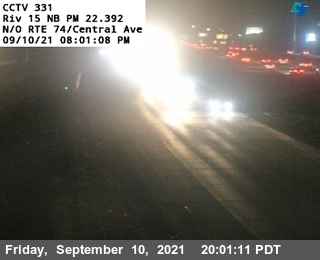 CCTV 331
Riv 15 NB PM 22.392
N/O RTE 74/Central Ave
09/10/21 08:01:08 PM
Friday, September 10, 2021 20:01:11 PDT